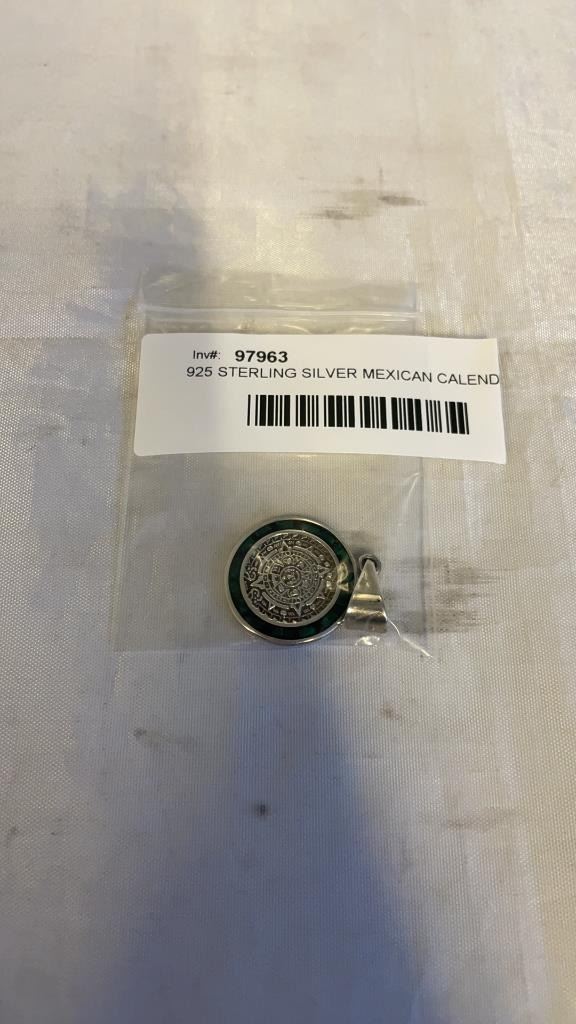 Inv#: 97963
925 STERLING SILVER MEXICAN CALEND